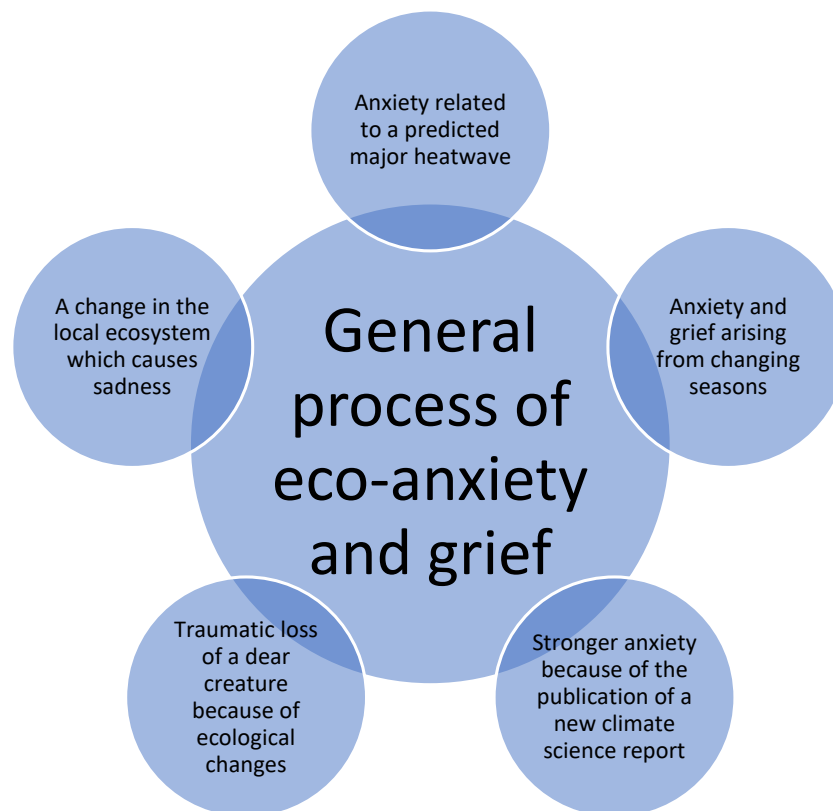 Anxiety related
to a predicted
major heatwave
A change in the
local ecosystem
which causes
sadness
General
process of
eco-anxiety
and grief
Anxiety and
grief arising
from changing
seasons
Traumatic loss
of a dear
creature
because of
ecological
changes
Stronger anxiety
because of the
publication of a
new climate
science report